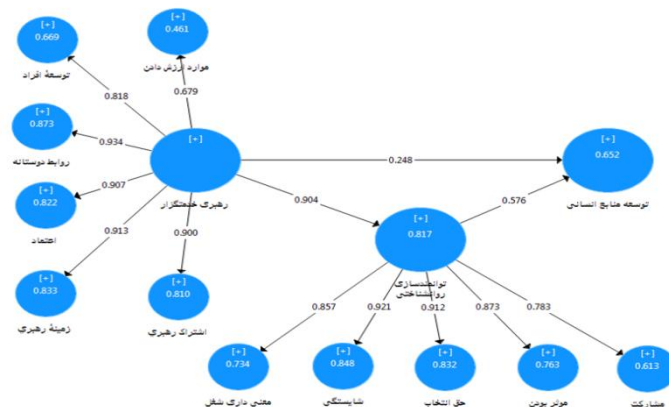 [+]
0.461
موارد ارزش دادن
[+]
0.669
توسعهٔ افراد
0.679
0.818
[+]
0.873
روابط دوستانه
0.934
[+]
رهبری خدمتگزار
0.248
[+]
0.652
توسعه منابع انسانی
0.907
[+]
0.822
اعتماد
0.904
0.576
0.913
0.900
[+]
0.817
توانمندسازی
روانشناختی
[+]
0.833
زمینهٔ رهبری
[+]
0.810
اشتراک رهبری
0.857
0.921
0.912
0.873
0.783
[+]
0.734
معنی داری شغل
[+]
0.848
شایستگی
[+]
0.832
حق انتخاب
[+]
0.763
موثر بودن
[+]
0.613
مشارکت